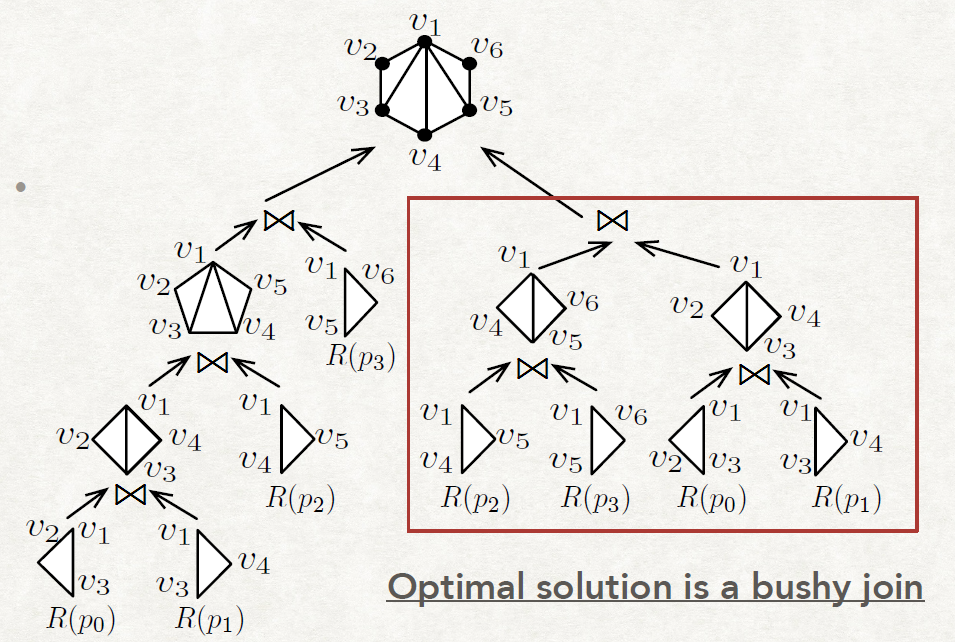 v1
v2 v6
v3 v5
v4
⋈ ⋈
v1 v1 v6 v1 v1
v2 v5 v6 v2 v4
v3 v4 v5 v4 v5 v3
R(p3)
⋈ ⋈ ⋈
v1 v1 v1 v1 v6 v1 v1
v2 v4 v5 v5 v4
v3 v4 v4 v5 v2 v3 v3
R(p2) R(p2) R(p3) R(p0) R(p1)
⋈
v2 v1 v1
v4
v3 v3
R(p0) R(p1)
Optimal solution is a bushy join